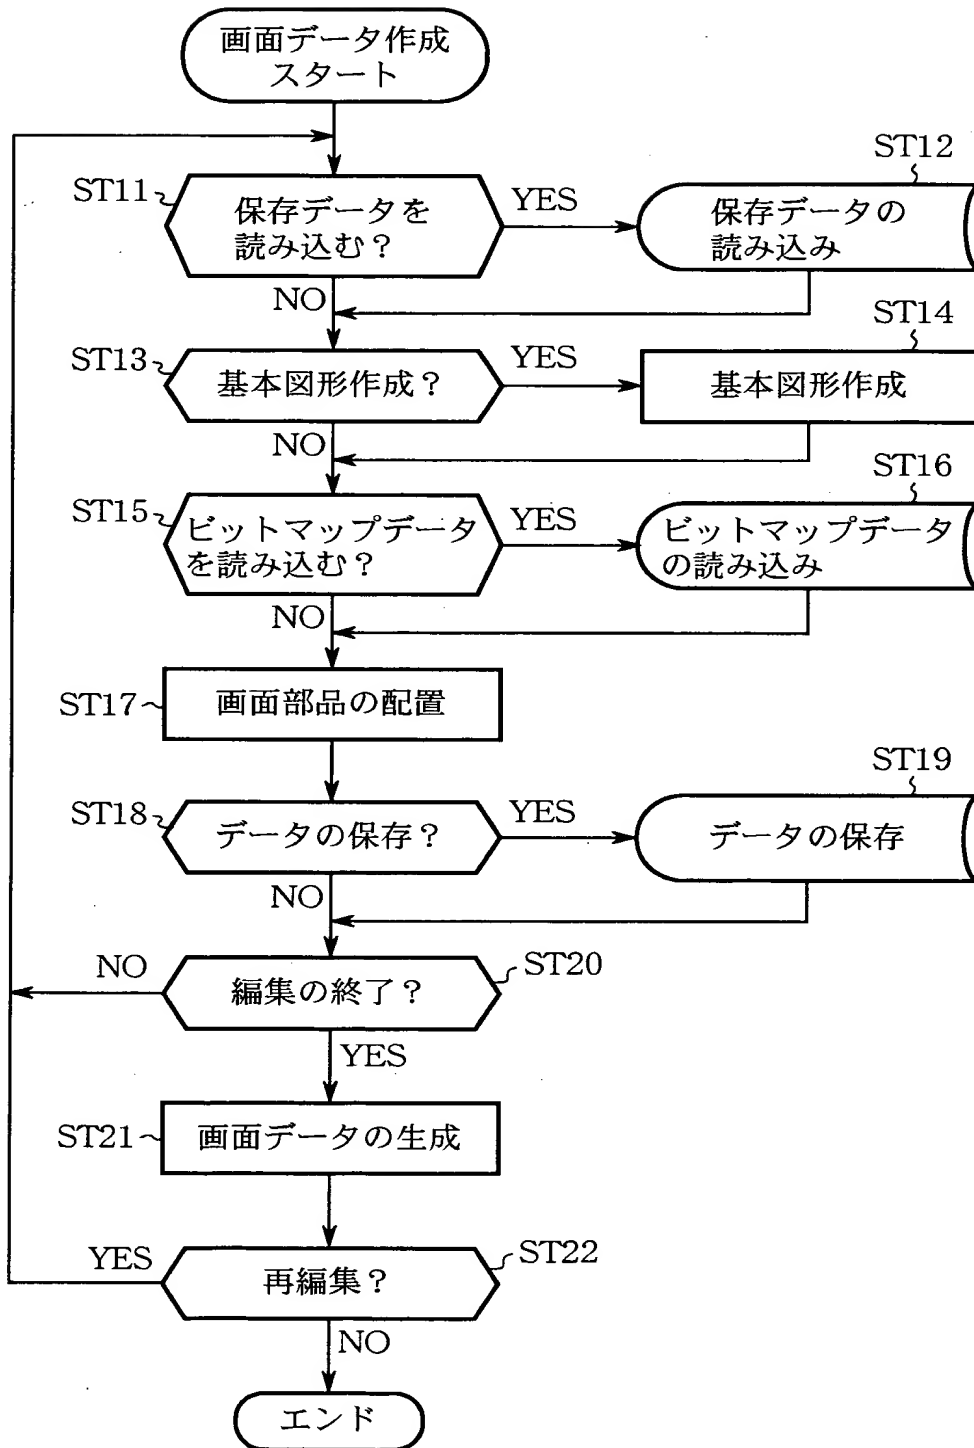 画面データ作成
スタート
ST11
保存データを
読み込む？
YES
ST12
保存データの
読み込み
NO
ST13
基本図形作成？
YES
ST14
基本図形作成
NO
ST15
ビットマップデータ
を読み込む？
YES
ST16
ビットマップデータ
の読み込み
NO
ST17
画面部品の配置
ST18
データの保存？
YES
ST19
データの保存
NO
NO
編集の終了？
ST20
YES
ST21
画面データの生成
YES
再編集？
ST22
NO
エンド